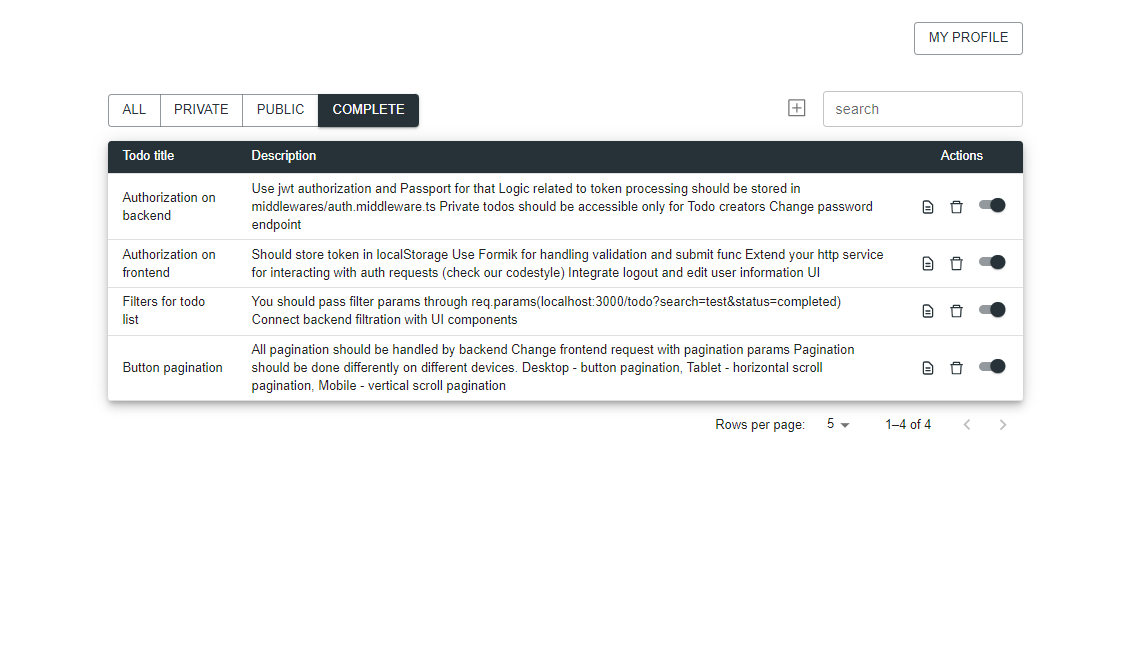 MY PROFILE
ALL PRIVATE PUBLIC COMPLETE search
Todo title Description Actions
Authorization on
backend
Use jwt authorization and Passport for that Logic related to token processing should be stored in
middlewares/auth.middleware.ts Private todos should be accessible only for Todo creators Change password
endpoint
Authorization on
frontend
Should store token in localStorage Use Formik for handling validation and submit func Extend your http service
for interacting with auth requests (check our codestyle) Integrate logout and edit user information UI
Filters for todo
list
You should pass filter params through req.params(localhost:3000/todo?search=test&status=completed)
Connect backend filtration with UI components
Button pagination
All pagination should be handled by backend Change frontend request with pagination params Pagination
should be done differently on different devices. Desktop - button pagination, Tablet - horizontal scroll
pagination, Mobile - vertical scroll pagination
Rows per page: 5 1–4 of 4